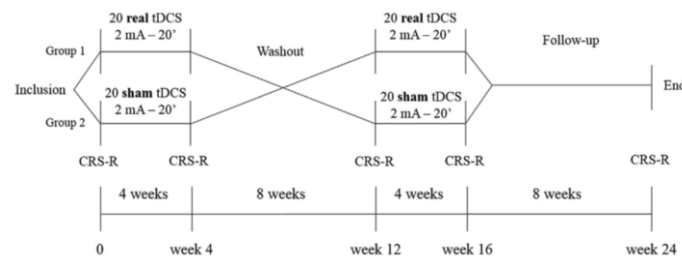 20 real tDCS
2 mA – 20’
20 real tDCS
2 mA – 20’
Group 1
Washout
Follow-up
Inclusion
20 sham tDCS
2 mA – 20’
20 sham tDCS
2 mA – 20’
Group 2
CRS-R
CRS-R
CRS-R
CRS-R
CRS-R
4 weeks
8 weeks
4 weeks
8 weeks
0
week 4
week 12
week 16
week 24